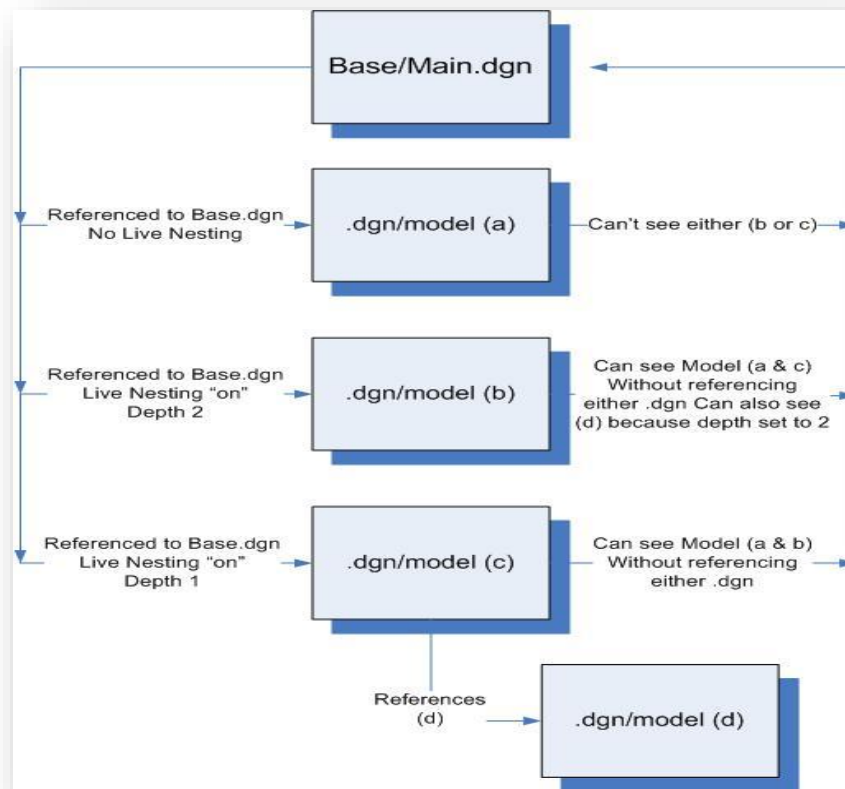 Base/Main.dgn
Referenced to Base.dgn
No Live Nesting
.dgn/model (a)
Can't see either (b or c)
Referenced to Base.dgn
Live Nesting "on"
Depth 2
.dgn/model (b)
Can see Model (a & c)
Without referencing
either .dgn Can also see
(d) because depth set to 2
Referenced to Base.dgn
Live Nesting "on"
Depth 1
.dgn/model (c)
Can see Model (a & b)
Without referencing
either .dgn
References
(d)
.dgn/model (d)